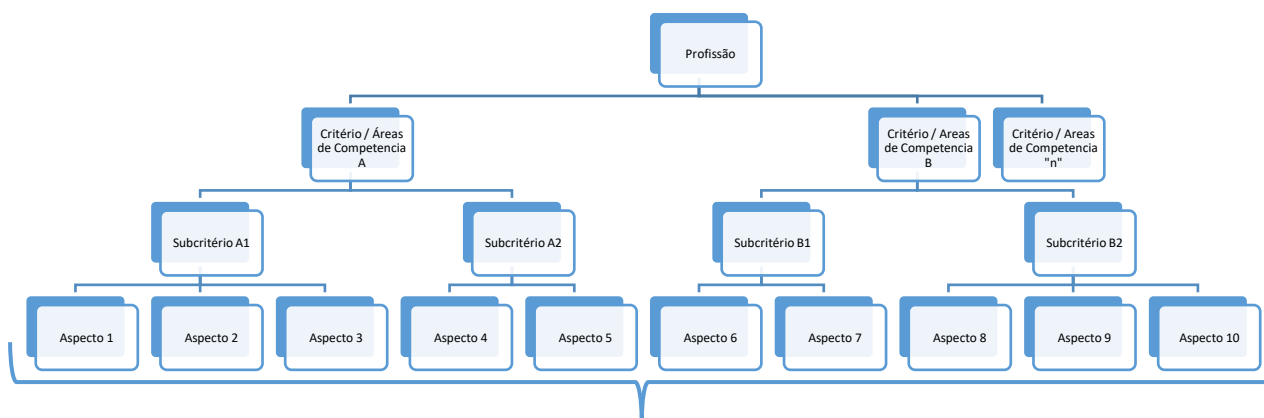 Profissão
Critério / Áreas
de Competencia
A
Critério / Areas
de Competencia
B
Critério / Areas
de Competencia
"n"
Subcritério A1
Subcritério A2
Subcritério B1
Subcritério B2
Aspecto 1
Aspecto 2
Aspecto 3
Aspecto 4
Aspecto 5
Aspecto 6
Aspecto 7
Aspecto 8
Aspecto 9
Aspecto 10